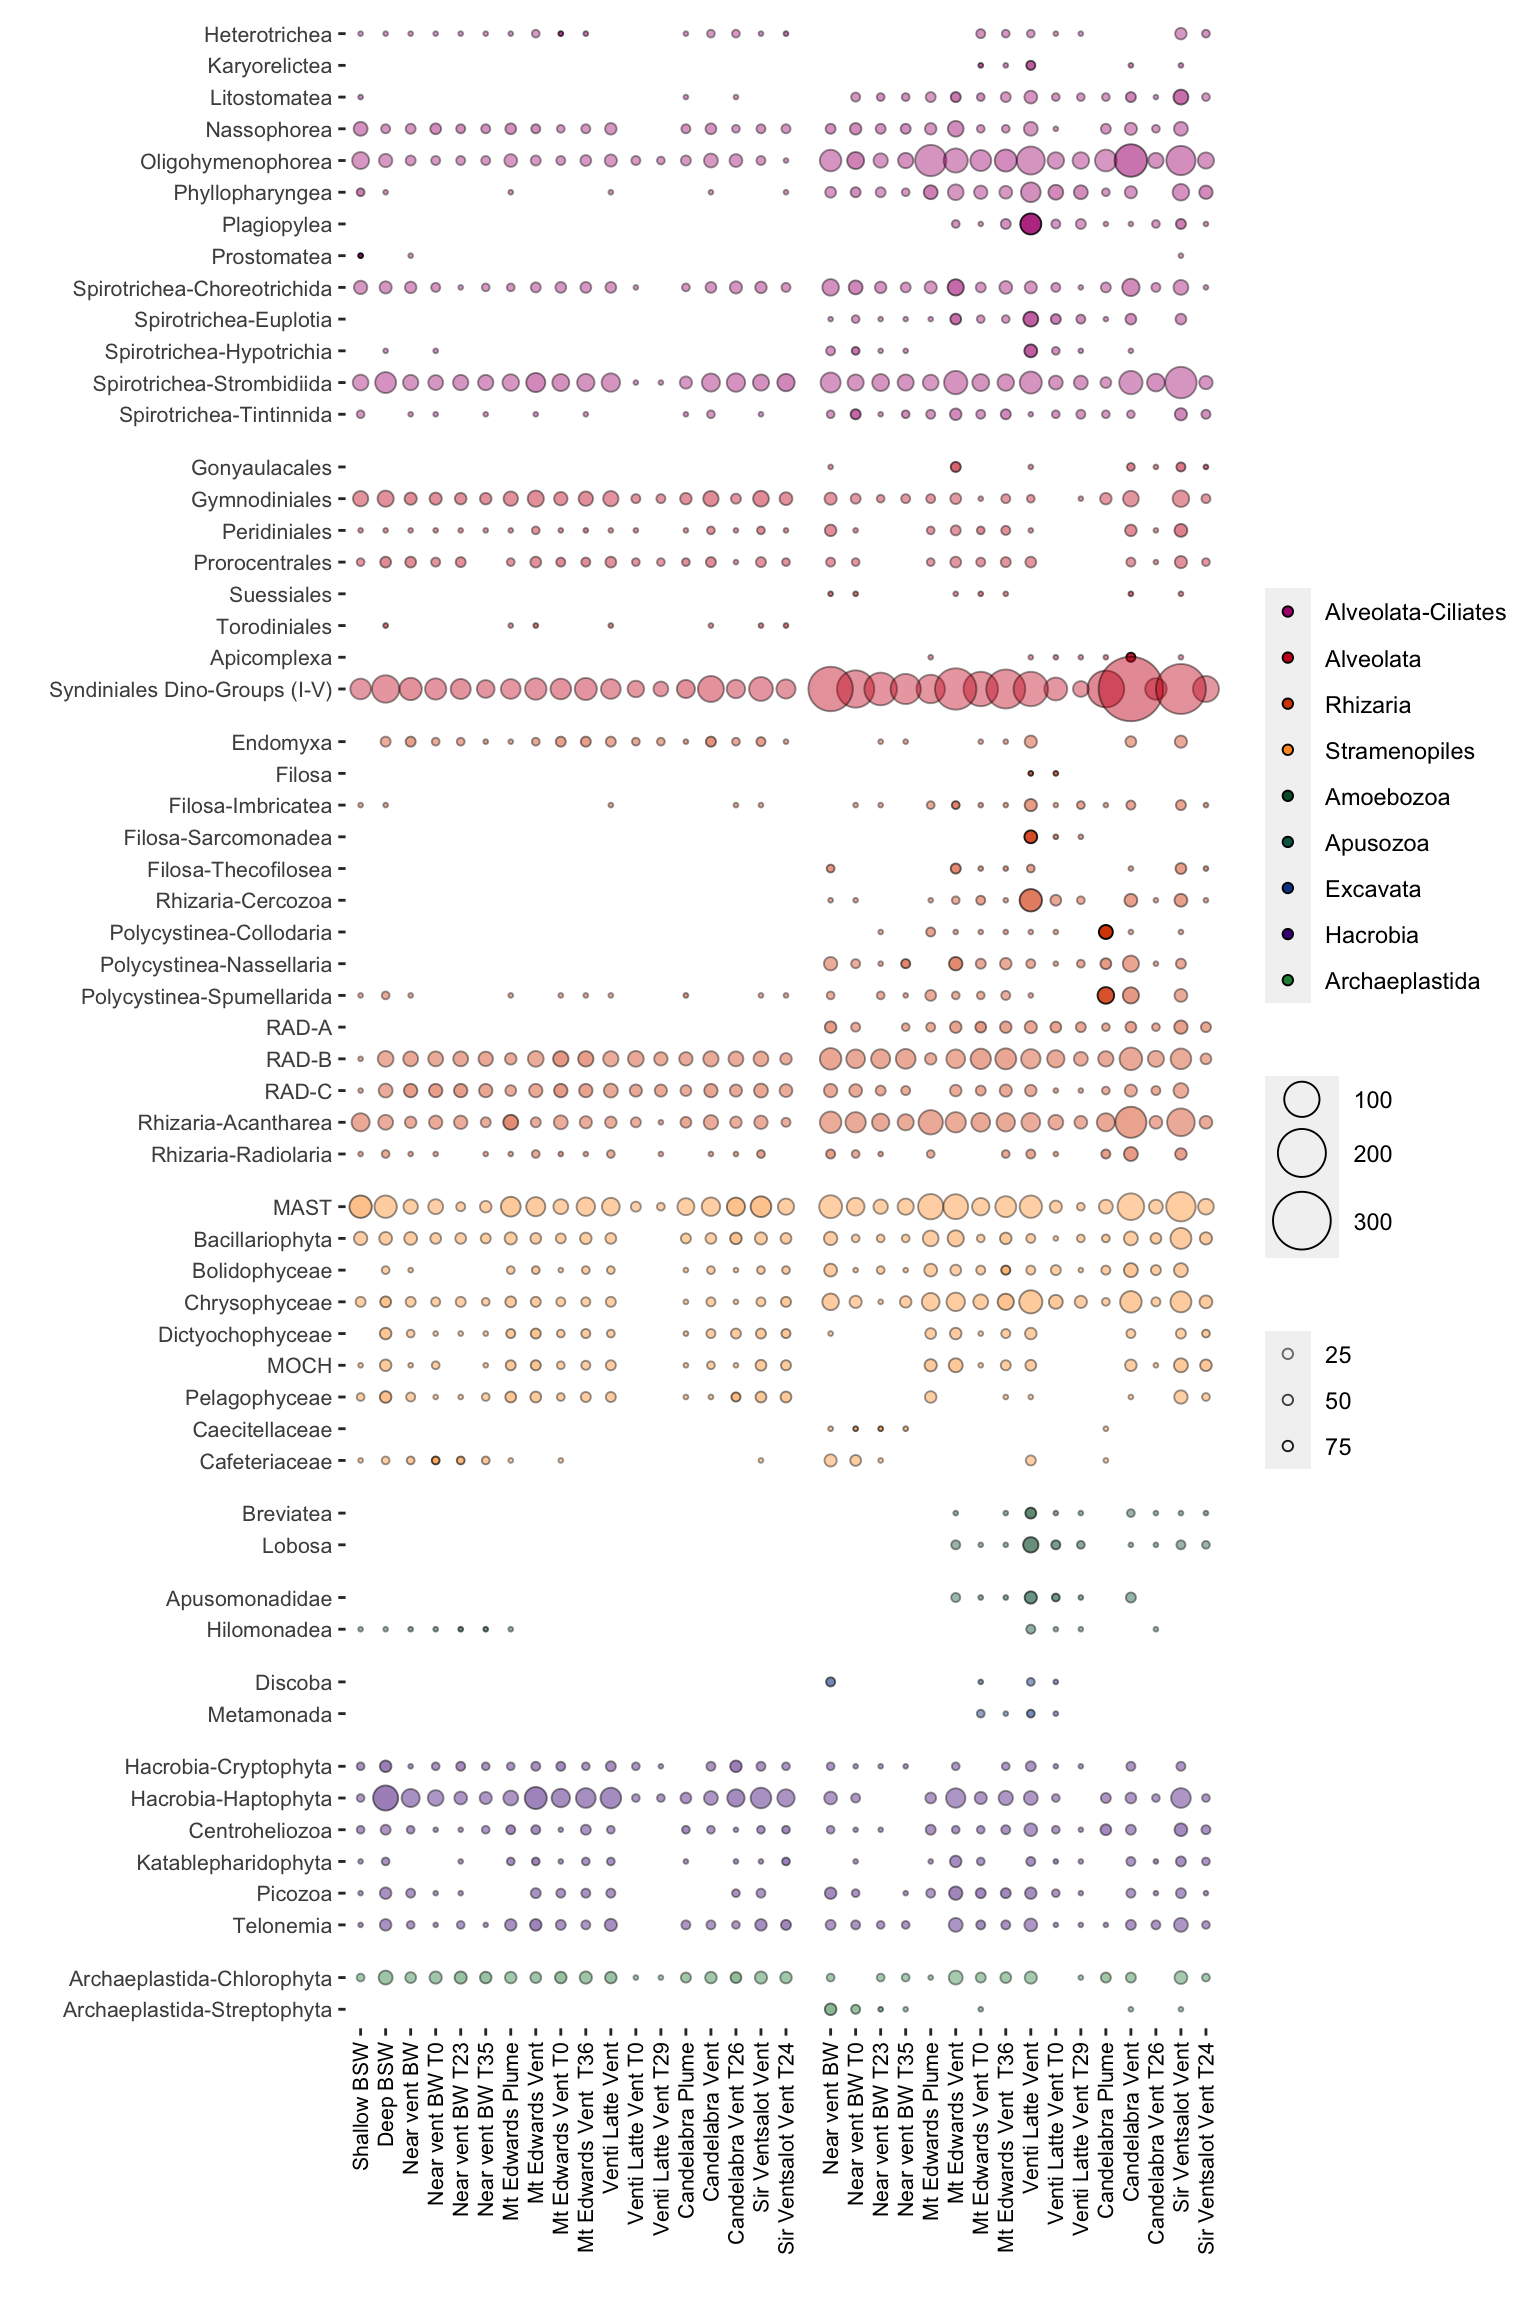 Heterotrichea
Karyorelictea
Litostomatea
Nassophorea
Oligohymenophorea
Phyllopharyngea
Plagiopylea
Prostomatea
Spirotrichea-Choreotrichida
Spirotrichea-Euplotia
Spirotrichea-Hypotrichia
Spirotrichea-Strombidiida
Spirotrichea-Tintinnida
Gonyaulacales
Gymnodiniales
Peridiniales
Prorocentrales
Suessiales
Torodiniales
Apicomplexa
Syndiniales Dino-Groups (I-V)
Endomyxa
Filosa
Filosa-Imbricatea
Filosa-Sarcomonadea
Filosa-Thecofilosea
Rhizaria-Cercozoa
Polycystinea-Collodaria
Polycystinea-Nassellaria
Polycystinea-Spumellarida
RAD-A
RAD-B
RAD-C
Rhizaria-Acantharea
Rhizaria-Radiolaria
MAST
Bacillariophyta
Bolidophyceae
Chrysophyceae
Dictyochophyceae
MOCH
Pelagophyceae
Caecitellaceae
Cafeteriaceae
Breviatea
Lobosa
Apusomonadidae
Hilomonadea
Discoba
Metamonada
Hacrobia-Cryptophyta
Hacrobia-Haptophyta
Centroheliozoa
Katablepharidophyta
Picozoa
Telonemia
Archaeplastida-Chlorophyta
Archaeplastida-Streptophyta
Shallow BSW
Deep BSW
Near vent BW
Near vent BW T0
Near vent BW T23
Near vent BW T35
Mt Edwards Plume
Mt Edwards Vent
Mt Edwards Vent T0
Mt Edwards Vent  T36
Venti Latte Vent
Venti Latte Vent T0
Venti Latte Vent T29
Candelabra Plume
Candelabra Vent
Candelabra Vent T26
Sir Ventsalot Vent
Sir Ventsalot Vent T24
Near vent BW
Near vent BW T0
Near vent BW T23
Near vent BW T35
Mt Edwards Plume
Mt Edwards Vent
Mt Edwards Vent T0
Mt Edwards Vent  T36
Venti Latte Vent
Venti Latte Vent T0
Venti Latte Vent T29
Candelabra Plume
Candelabra Vent
Candelabra Vent T26
Sir Ventsalot Vent
Sir Ventsalot Vent T24
Alveolata-Ciliates
Alveolata
Rhizaria
Stramenopiles
Amoebozoa
Apusozoa
Excavata
Hacrobia
Archaeplastida
100
200
300
25
50
75